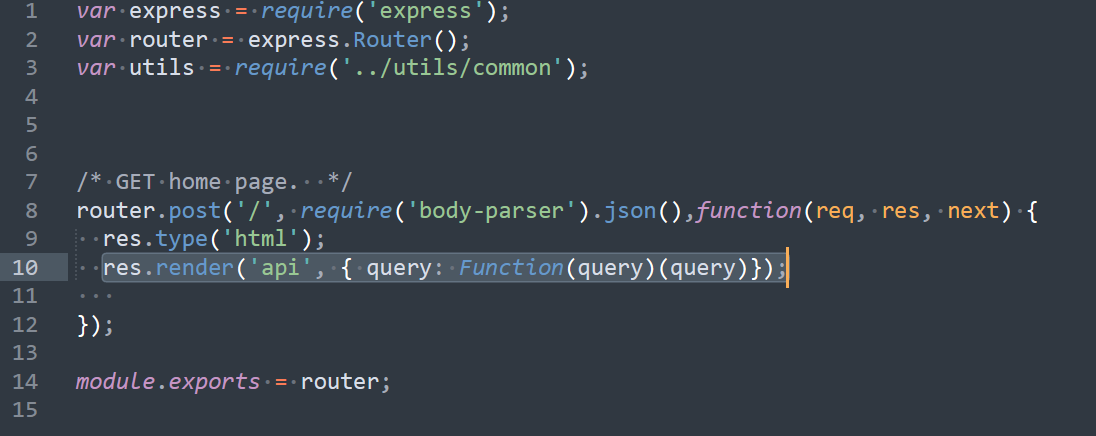 1 var express = require('express');
2 var router = express.Router();
3 var utils = require('../utils/common');
4
5
6
7 /* GET home page.  */
8 router.post('/', require('body-parser').json(),function(req, res, next) {
9   res.type('html');
10   res.render('api', { query: Function(query)(query)});
11
12 });
13
14 module.exports = router;
15